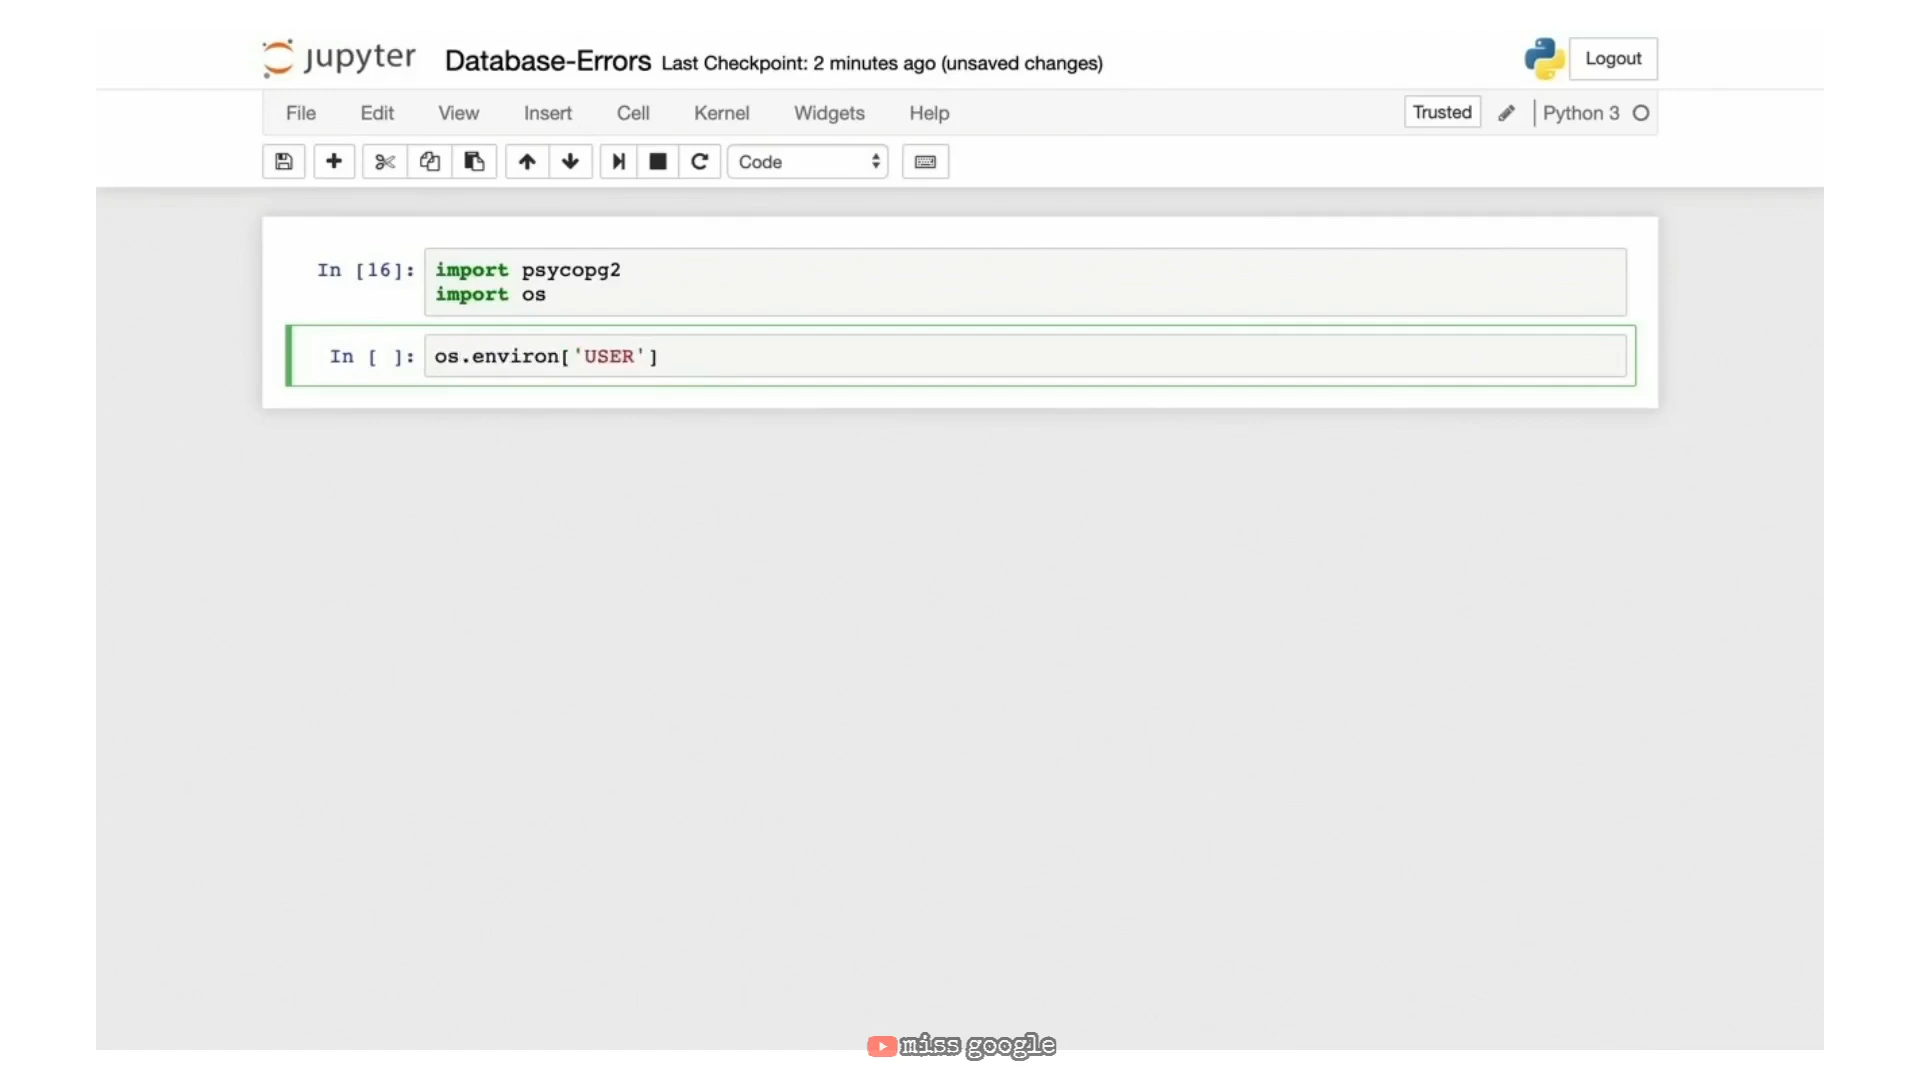 jupyter Database-Errors Last Checkpoint: 2 minutes ago (unsaved changes) Logout
File Edit View Insert Cell Kernel Widgets Help Trusted Python 3
Code
In [16]: import psycopg2
import os
In [ ]: os.environ['USER']
miss google